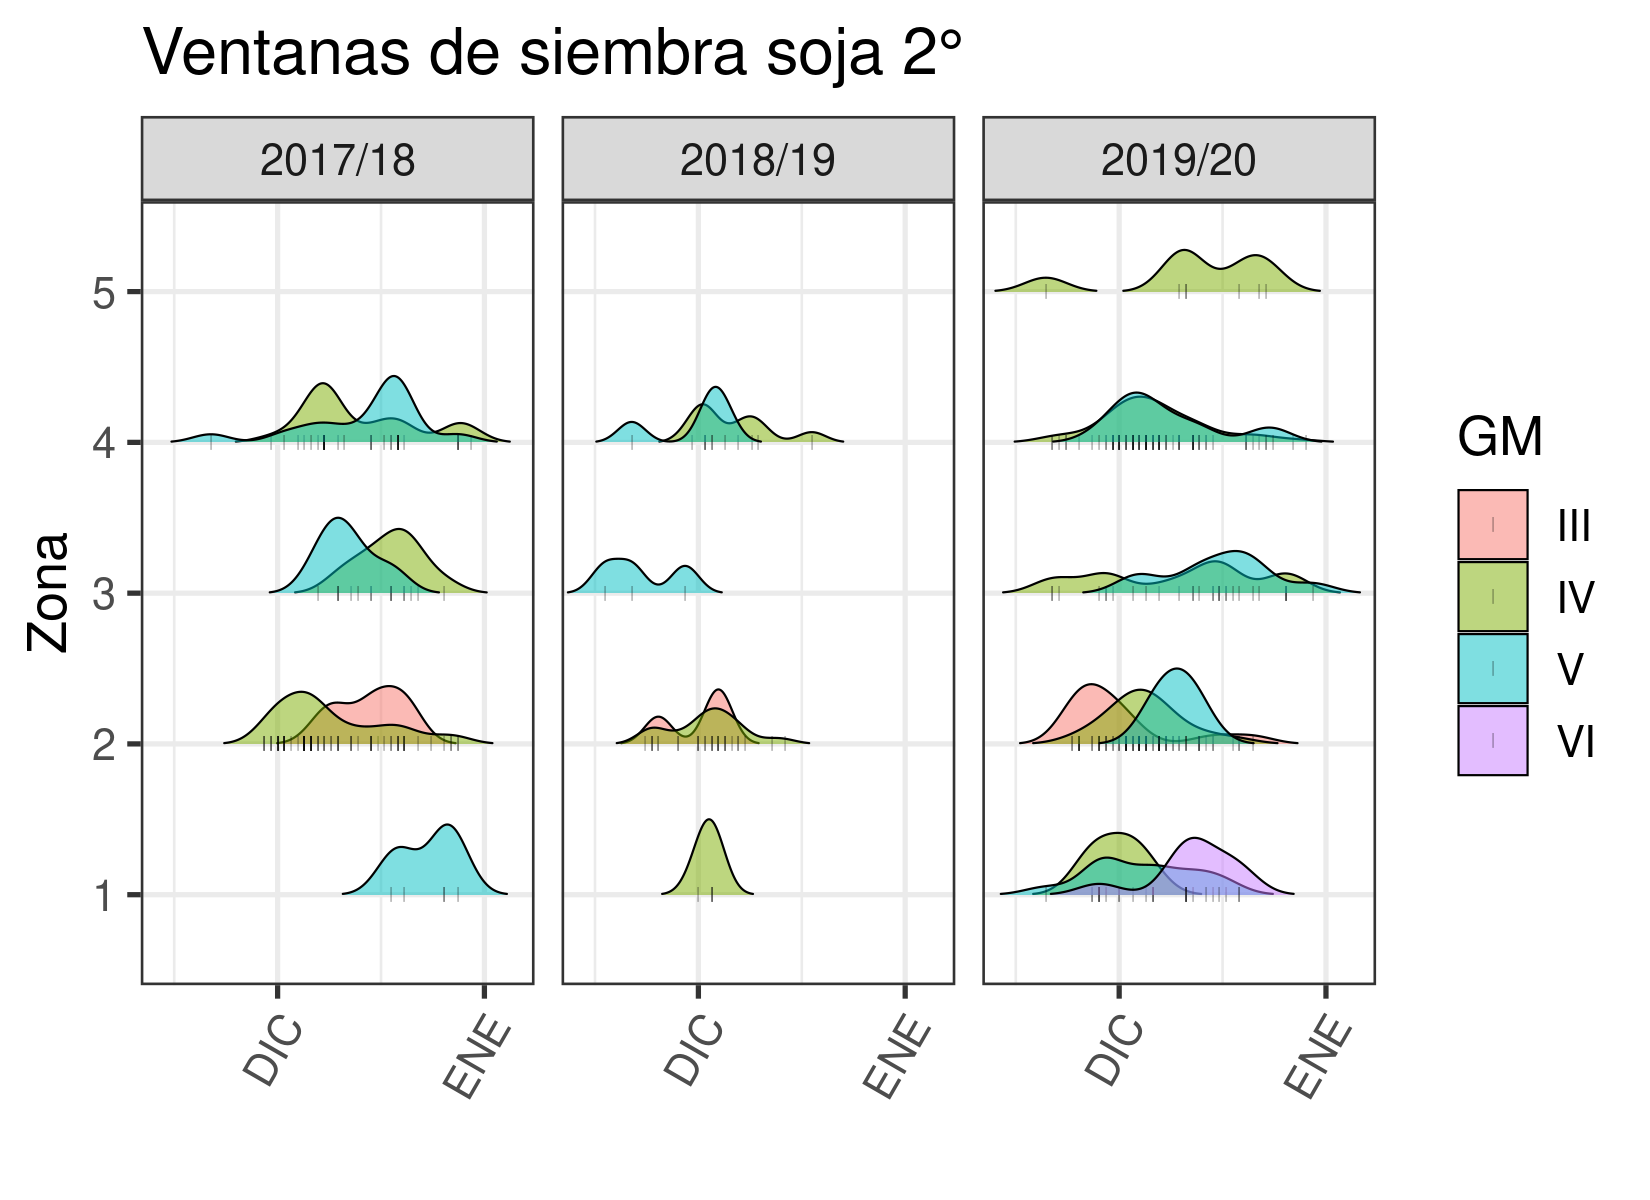 Ventanas de siembra soja 2°
2017/18
2018/19
2019/20
5
4
3
2
1
Zona
DIC
ENE
DIC
ENE
DIC
ENE
GM
III
IV
V
VI